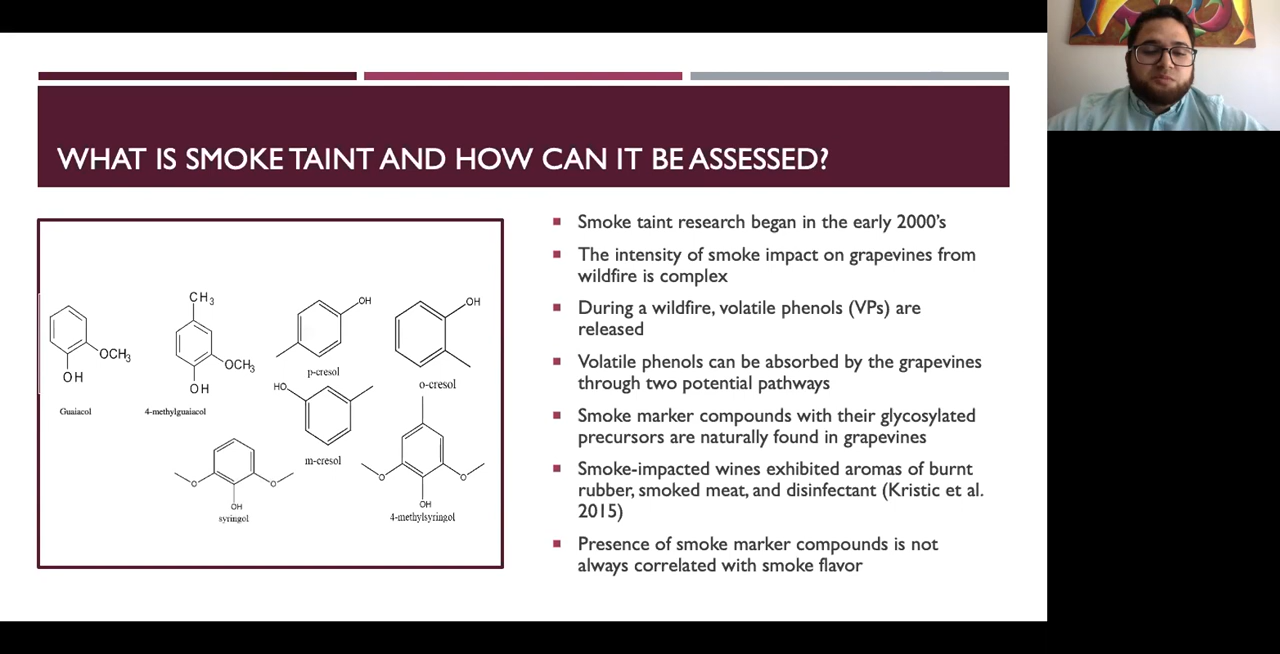 WHAT IS SMOKE TAINT AND HOW CAN IT BE ASSESSED?
OCH3
OH
Guaiacol
CH3
OCH3
OH
4-methylguaiacol
OH
p-cresol
OH
o-cresol
HO
m-cresol
O
O
OH
syringol
O
O
OH
4-methylsyringol
Smoke taint research began in the early 2000's
The intensity of smoke impact on grapevines from
wildfire is complex
During a wildfire, volatile phenols (VPs) are
released
Volatile phenols can be absorbed by the grapevines
through two potential pathways
Smoke marker compounds with their glycosylated
precursors are naturally found in grapevines
Smoke-impacted wines exhibited aromas of burnt
rubber, smoked meat, and disinfectant (Kristic et al.
2015)
Presence of smoke marker compounds is not
always correlated with smoke flavor